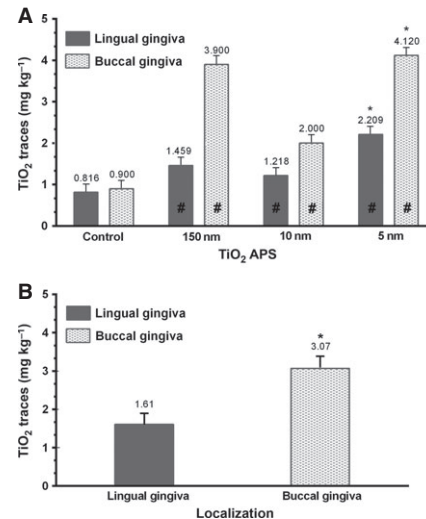 A
TiO₂ traces (mg kg⁻¹)
5
4
3
2
1
0
Lingual gingiva
Buccal gingiva
0.816
0.900
1.459
3.900
1.218
2.000
*
2.209
*
4.120
# # # # # #
Control 150 nm 10 nm 5 nm
TiO₂ APS
B
TiO₂ traces (mg kg⁻¹)
5
4
3
2
1
0
Lingual gingiva
Buccal gingiva
1.61
*
3.07
Lingual gingiva Buccal gingiva
Localization